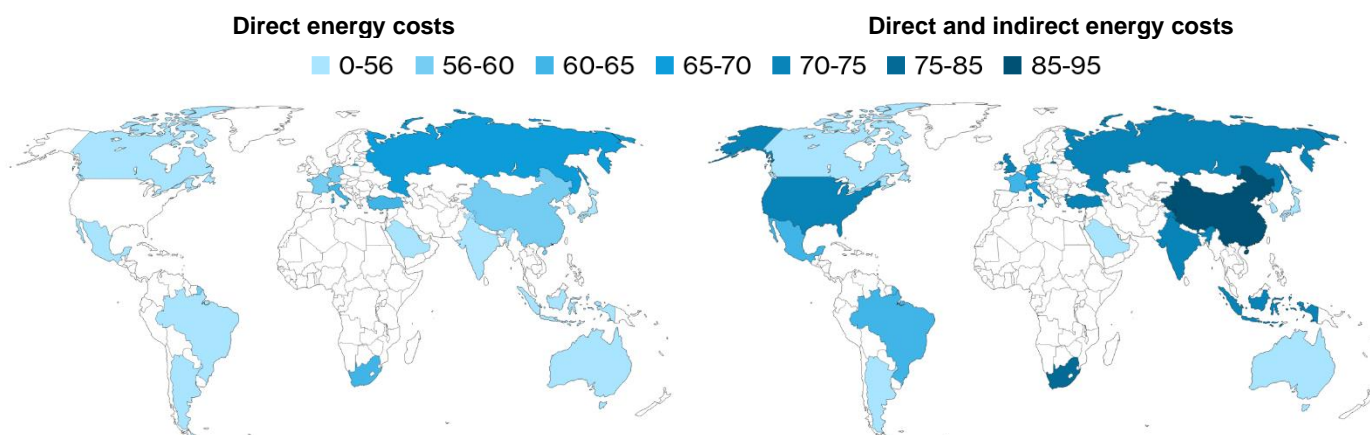 Direct energy costs
Direct and indirect energy costs
0-56 56-60 60-65 65-70 70-75 75-85 85-95